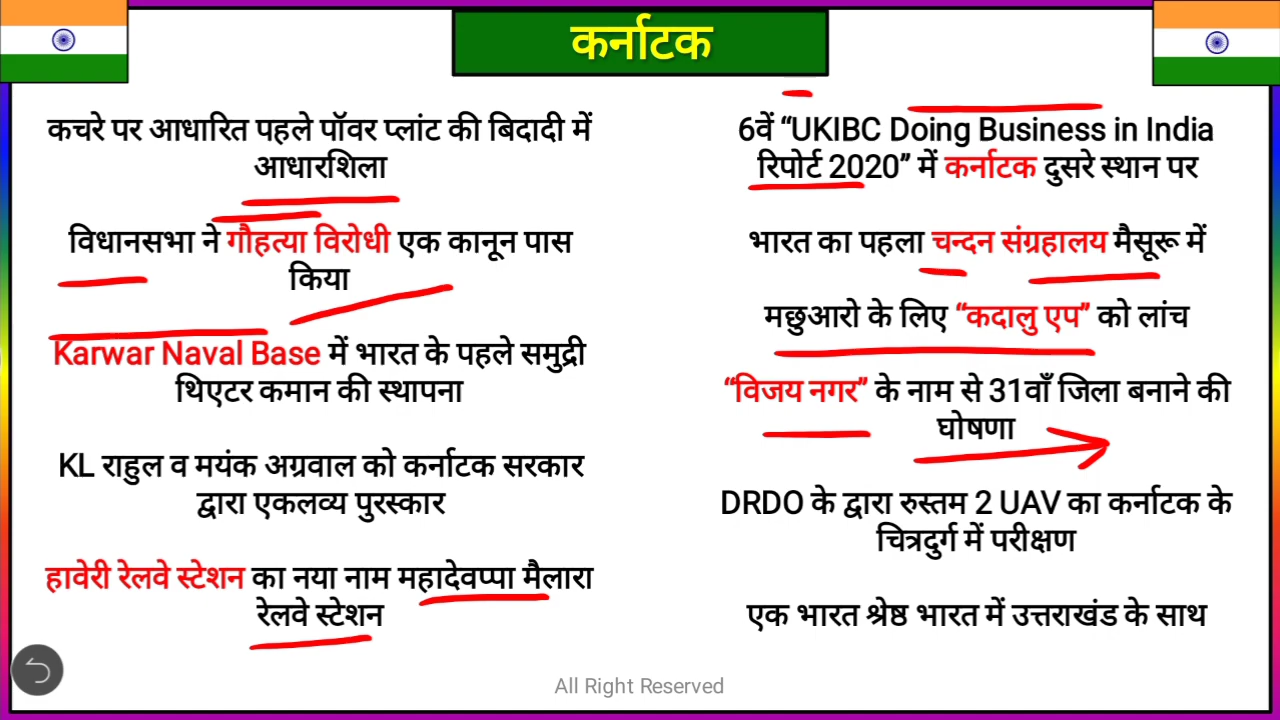 कर्नाटक
कचरे पर आधारित पहले पॉवर प्लांट की बिदादी में
आधारशिला
विधानसभा ने गौहत्या विरोधी एक कानून पास
किया
Karwar Naval Base में भारत के पहले समुद्री
थिएटर कमान की स्थापना
KL राहुल व मयंक अग्रवाल को कर्नाटक सरकार
द्वारा एकलव्य पुरस्कार
हावेरी रेलवे स्टेशन का नया नाम महादेवप्पा मैलारा
रेलवे स्टेशन
6वें “UKIBC Doing Business in India
रिपोर्ट 2020” में कर्नाटक दुसरे स्थान पर
भारत का पहला चन्दन संग्रहालय मैसूरू में
मछुआरो के लिए “कदालु एप” को लांच
“विजय नगर” के नाम से 31वाँ जिला बनाने की
घोषणा
DRDO के द्वारा रुस्तम 2 UAV का कर्नाटक के
चित्रदुर्ग में परीक्षण
एक भारत श्रेष्ठ भारत में उत्तराखंड के साथ
All Right Reserved